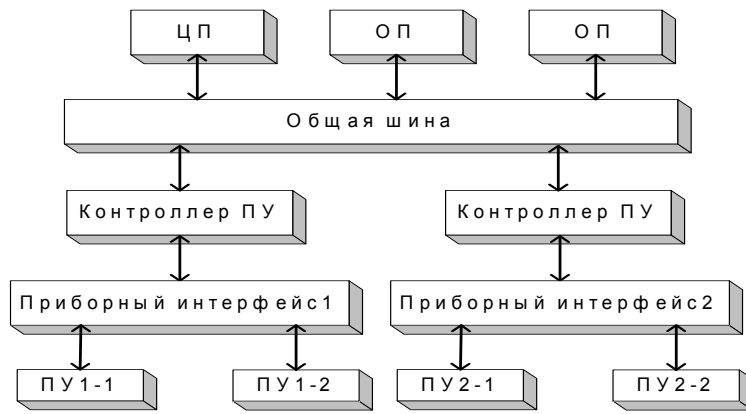 ЦП
ОП
ОП
Общая шина
Контроллер ПУ
Контроллер ПУ
Приборный интерфейс1
Приборный интерфейс2
ПУ1-1
ПУ1-2
ПУ2-1
ПУ2-2